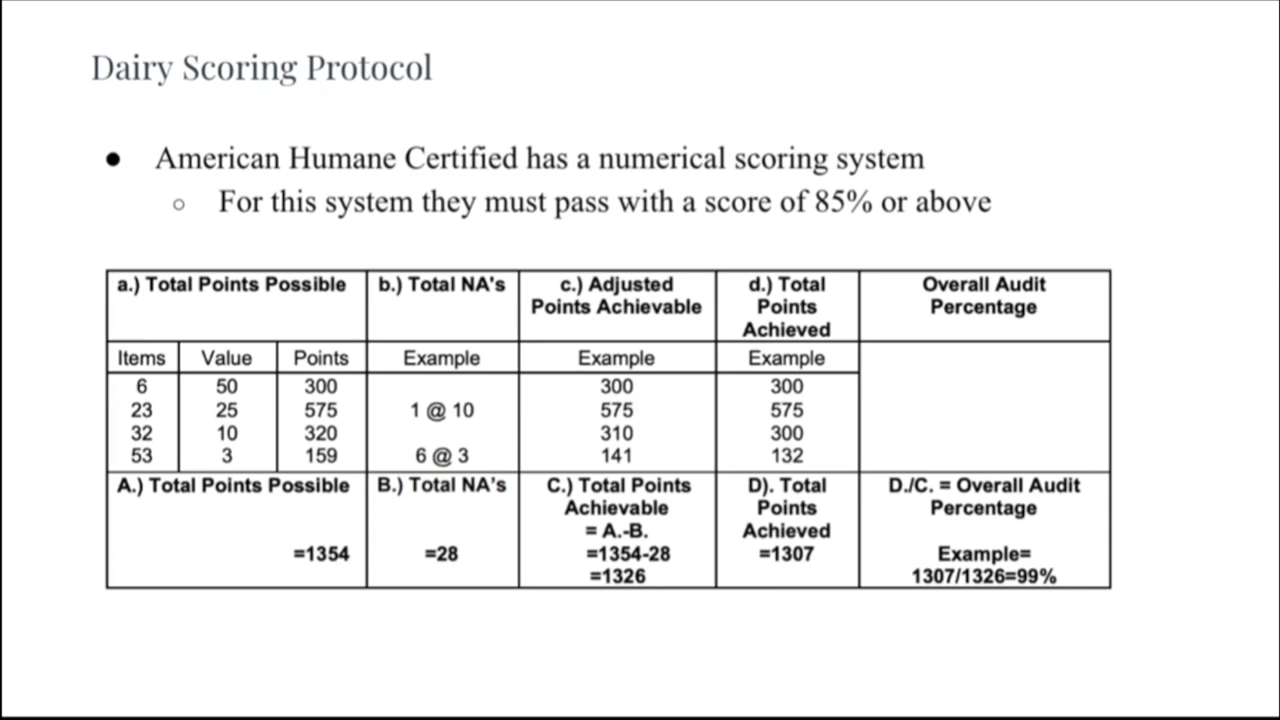 Dairy Scoring Protocol
● American Humane Certified has a numerical scoring system
○ For this system they must pass with a score of 85% or above
a.) Total Points Possible b.) Total NA's c.) Adjusted Points Achievable d.) Total Points Achieved Overall Audit Percentage
Items Value Points Example Example Example
6 50 300 300 300
23 25 575 1 @ 10 575 575
32 10 320 310 300
53 3 159 6 @ 3 141 132
A.) Total Points Possible =1354 B.) Total NA's =28 C.) Total Points Achievable = A.-B. =1354-28 =1326 D). Total Points Achieved =1307 D./C. = Overall Audit Percentage Example= 1307/1326=99%